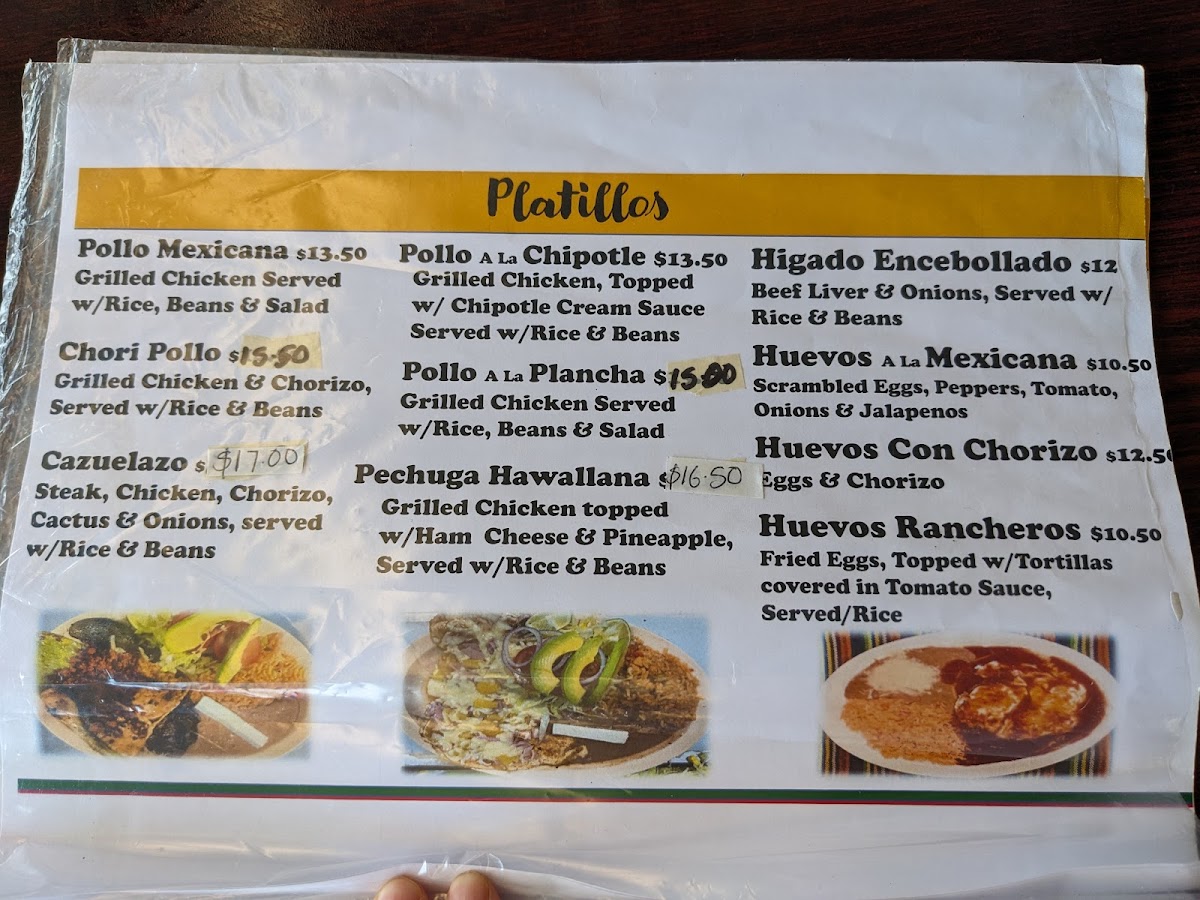 Platillos
Pollo Mexicana $13.50
Grilled Chicken Served
w/Rice, Beans & Salad
Chori Pollo $15.50
Grilled Chicken & Chorizo,
Served w/Rice & Beans
Cazuelazo $ $17.00
Steak, Chicken, Chorizo,
Cactus & Onions, served
w/Rice & Beans
Pollo A La Chipotle $13.50
Grilled Chicken, Topped
w/ Chipotle Cream Sauce
Served w/Rice & Beans
Pollo A La Plancha $15.00
Grilled Chicken Served
w/Rice, Beans & Salad
Pechuga Hawallana $16.50
Grilled Chicken topped
w/Ham Cheese & Pineapple,
Served w/Rice & Beans
Higado Encebollado $12
Beef Liver & Onions, Served w/
Rice & Beans
Huevos A La Mexicana $10.50
Scrambled Eggs, Peppers, Tomato,
Onions & Jalapenos
Huevos Con Chorizo $12.50
Eggs & Chorizo
Huevos Rancheros $10.50
Fried Eggs, Topped w/Tortillas
covered in Tomato Sauce,
Served/Rice